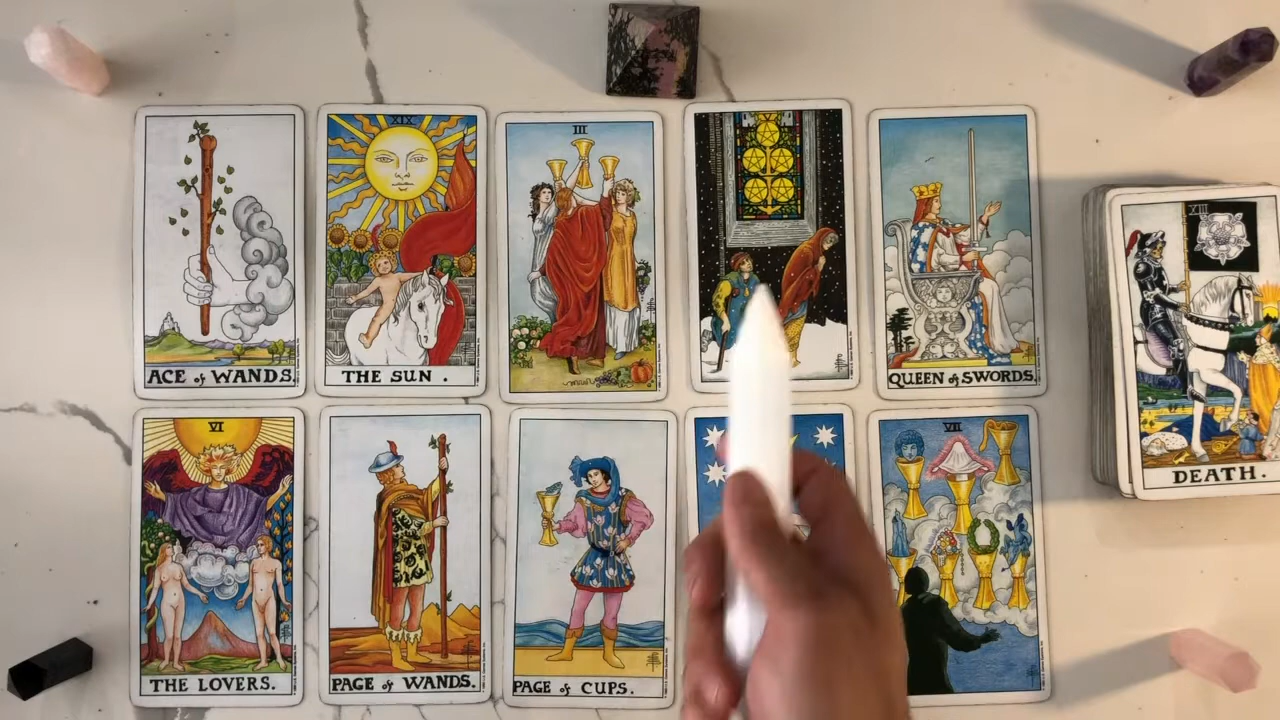 ACE of WANDS.
XIX
THE SUN .
III
QUEEN of SWORDS.
XIII
DEATH.
VI
THE LOVERS.
PAGE of WANDS.
PAGE of CUPS.
VII